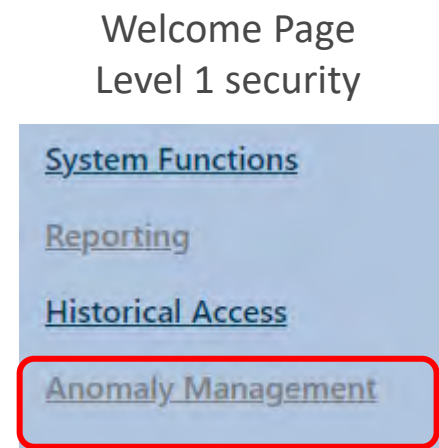 Welcome Page
Level 1 security
System Functions
Reporting
Historical Access
Anomaly Management